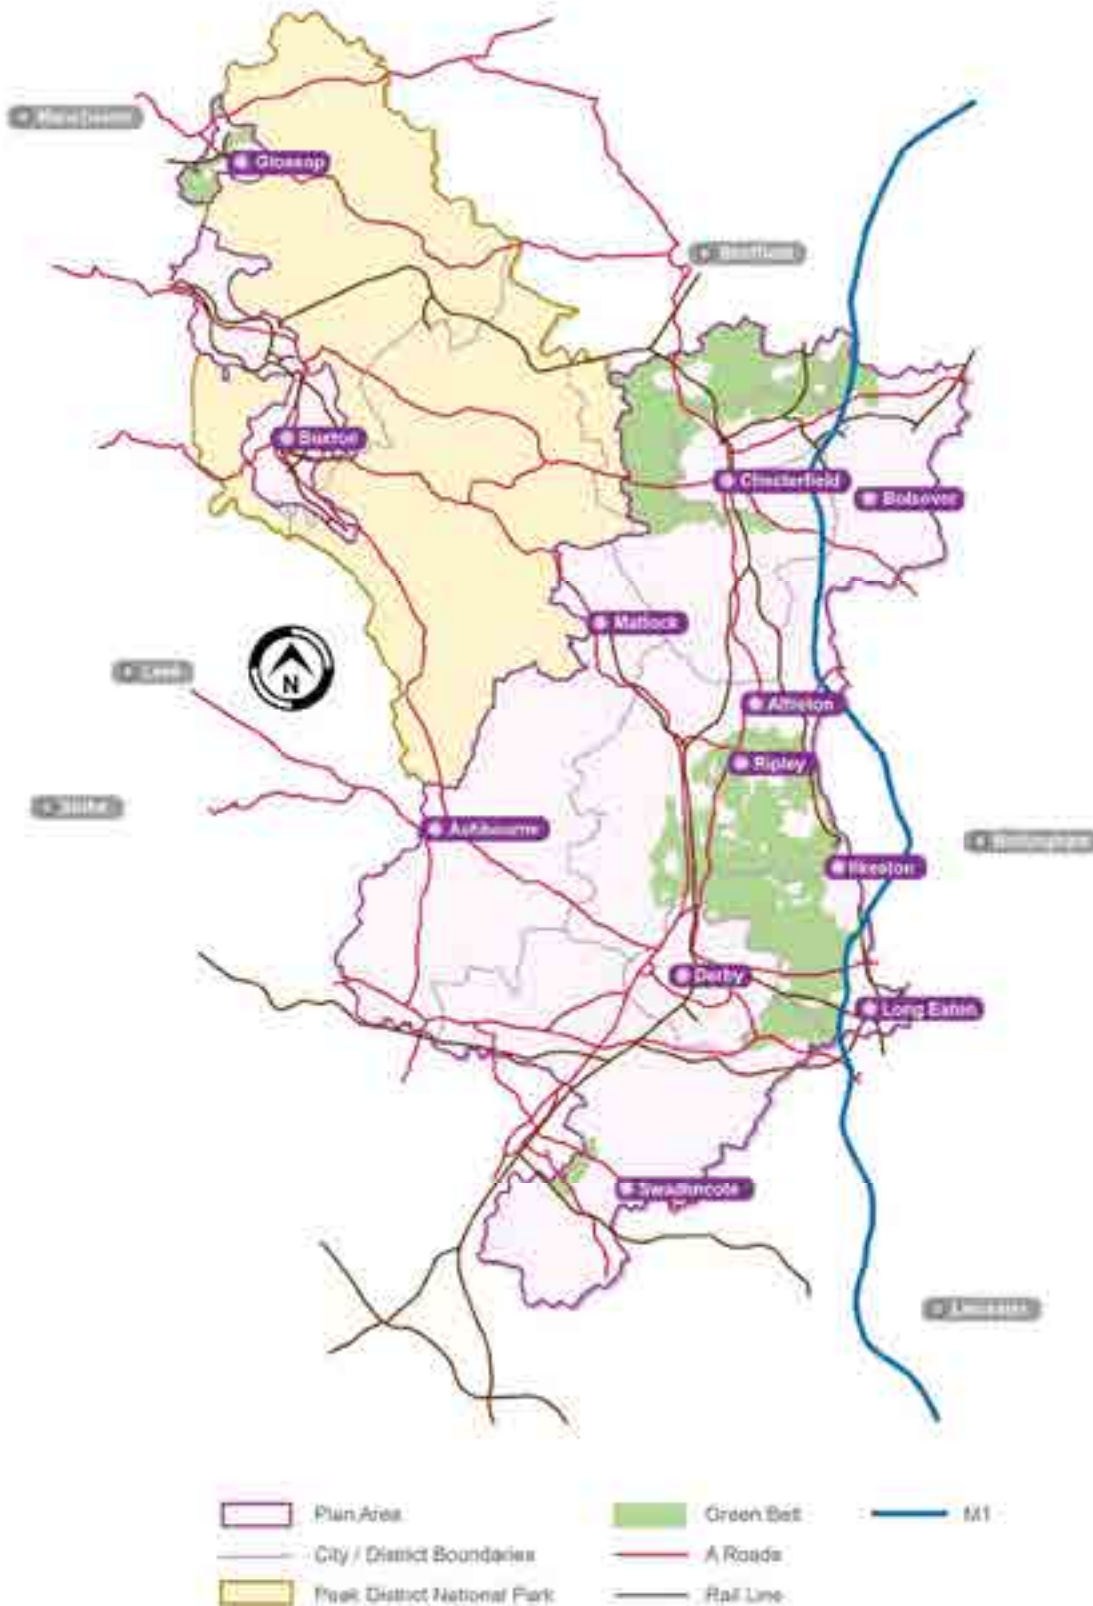 Manchester
Glossop
Sheffield
Buxton
Chesterfield
Bolsover
Matlock
Leek
N
Alfreton
Ripley
Stoke
Ashbourne
Nottingham
Ilkeston
Derby
Long Eaton
Swadlincote
Leicester
Plan Area
Green Belt
M1
City / District Boundaries
A Roads
Peak District National Park
Rail Line